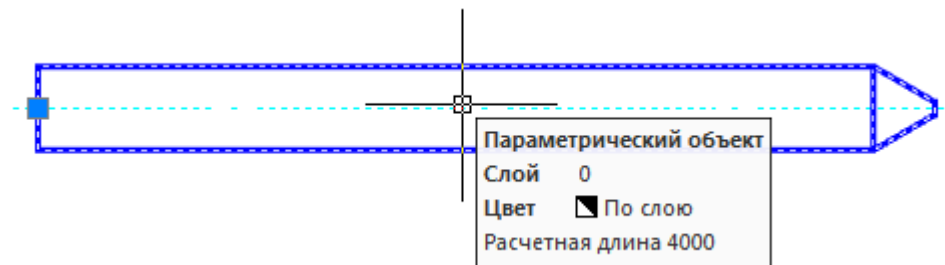 Параметрический объект
Слой 0
Цвет По слою
Расчетная длина 4000